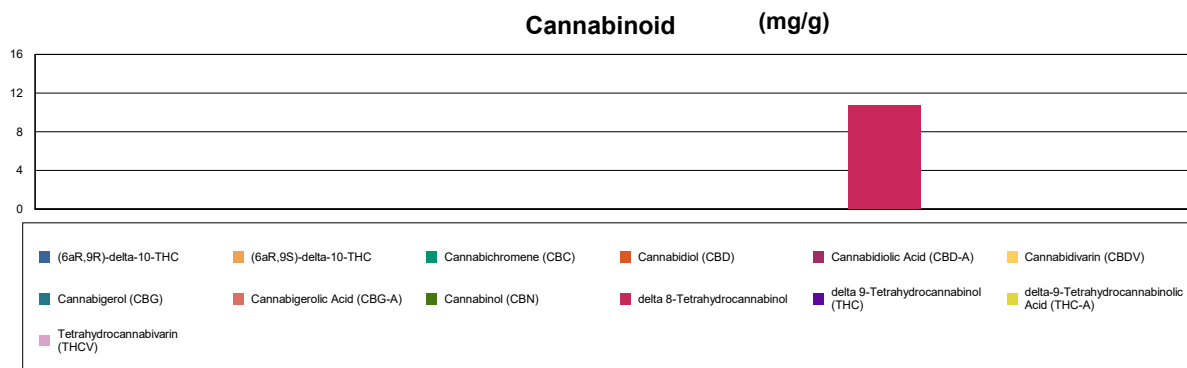 Cannabinoid (mg/g)
16
12
8
4
0
(6aR,9R)-delta-10-THC
(6aR,9S)-delta-10-THC
Cannabichromene (CBC)
Cannabidiol (CBD)
Cannabidiolic Acid (CBD-A)
Cannabidivarin (CBDV)
Cannabigerol (CBG)
Cannabigerolic Acid (CBG-A)
Cannabinol (CBN)
delta 8-Tetrahydrocannabinol
delta 9-Tetrahydrocannabinol
(THC)
delta-9-Tetrahydrocannabinolic
Acid (THC-A)
Tetrahydrocannabivarin
(THCV)